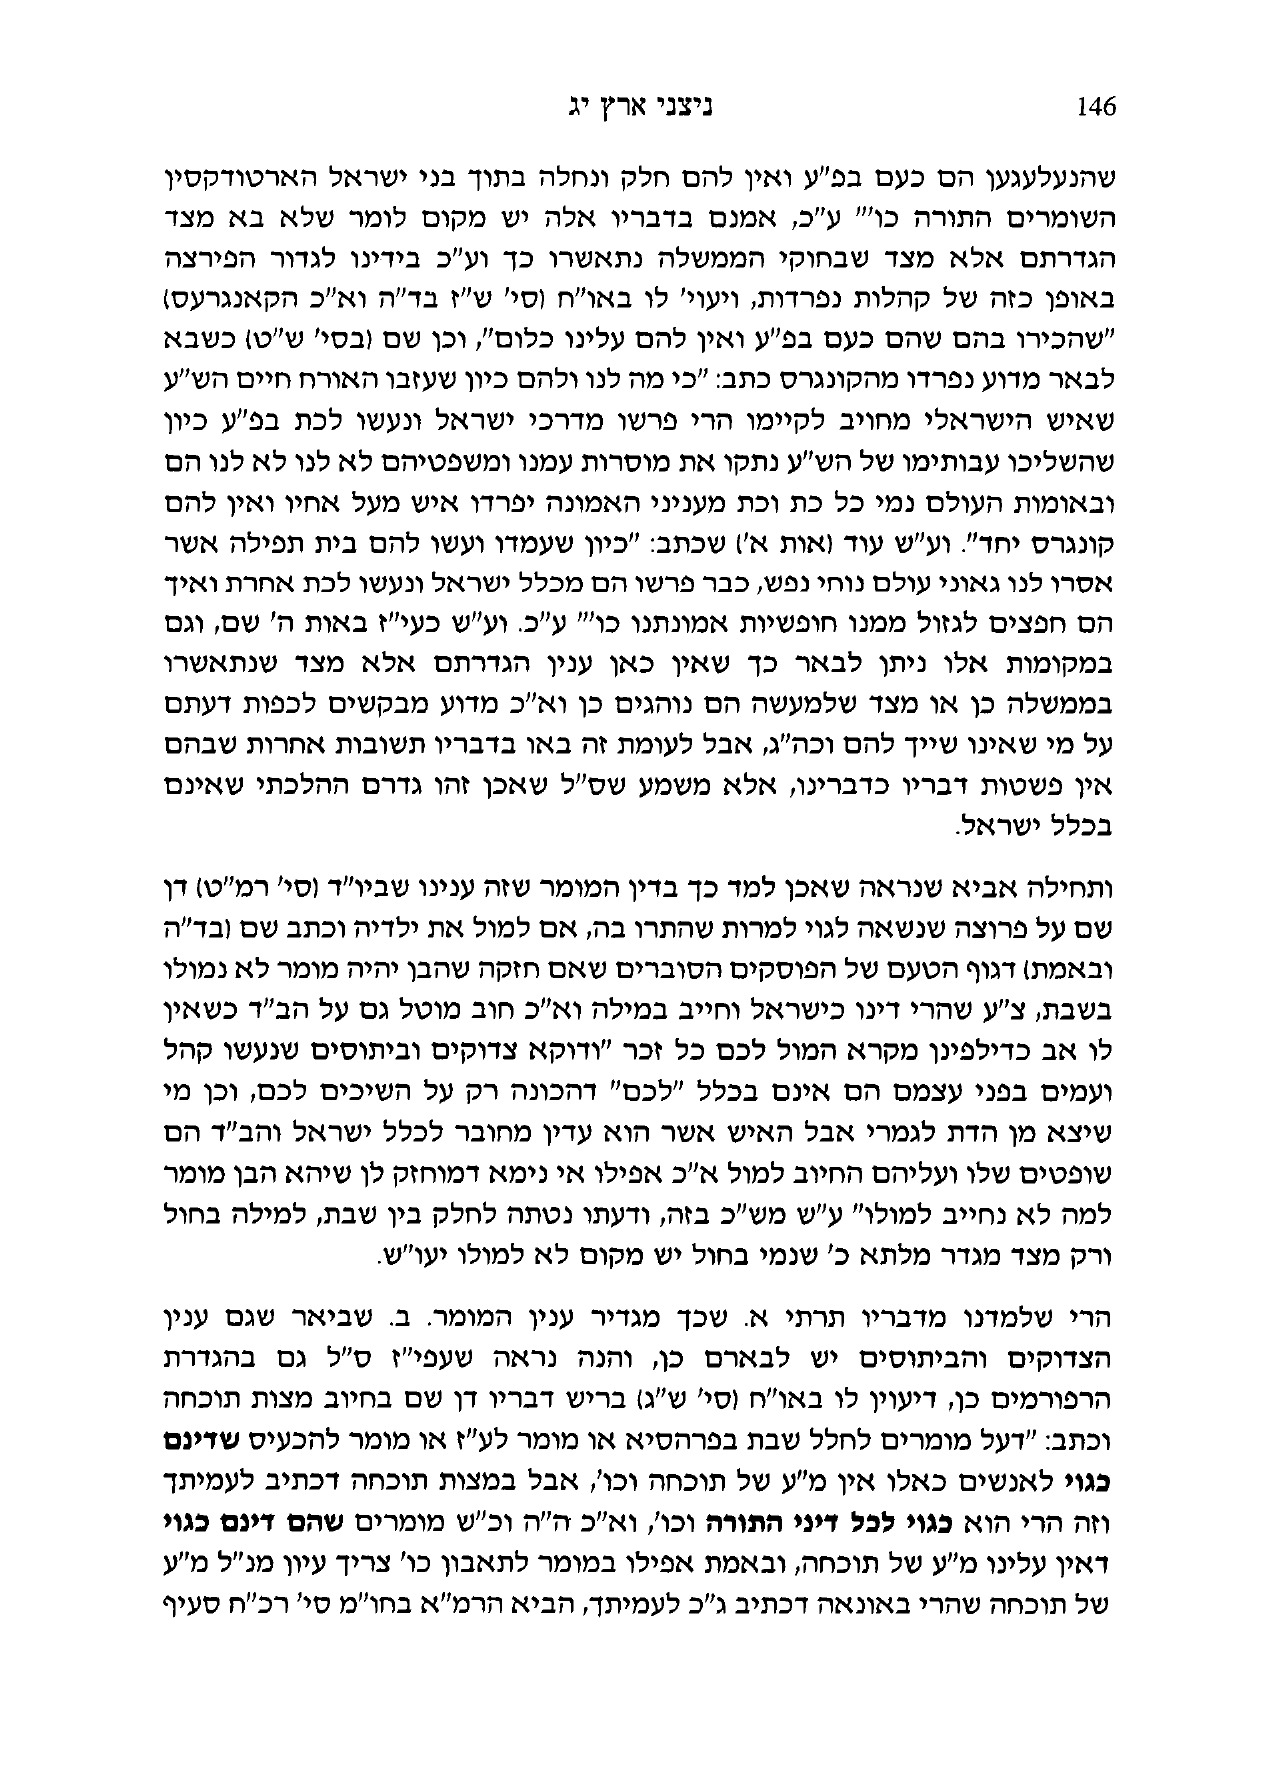 146
ניצני ארץ יג
שהנעלעגען הם כעם בפ"ע ואין להם חלק ונחלה בתוך בני ישראל הארטודקסין
השומרים התורה כו'" ע"כ, אמנם בדבריו אלה יש מקום לומר שלא בא מצד
הגדרתם אלא מצד שבחוקי הממשלה נתאשרו כך וע"כ בידינו לגדור הפירצה
באופן כזה של קהלות נפרדות, ויעוי' לו באו"ח (סי' ש"ז בד"ה וא"כ הקאנגרעס)
"שהכירו בהם שהם כעם בפ"ע ואין להם עלינו כלום", וכן שם (בסי' ש"ט) כשבא
לבאר מדוע נפרדו מהקונגרס כתב: "כי מה לנו ולהם כיון שעזבו האורח חיים הש"ע
שאיש הישראלי מחויב לקיימו הרי פרשו מדרכי ישראל ונעשו לכת בפ"ע כיון
שהשליכו עבותימו של הש"ע נתקו את מוסרות עמנו ומשפטיהם לא לנו לא לנו הם
ובאומות העולם נמי כל כת וכת מעניני האמונה יפרדו איש מעל אחיו ואין להם
קונגרס יחד". וע"ש עוד (אות א') שכתב: "כיון שעמדו ועשו להם בית תפילה אשר
אסרו לנו גאוני עולם נוחי נפש, כבר פרשו הם מכלל ישראל ונעשו לכת אחרת ואיך
הם חפצים לגזול ממנו חופשיות אמונתנו כו'" ע"כ. וע"ש כעי"ז באות ה' שם, וגם
במקומות אלו ניתן לבאר כך שאין כאן ענין הגדרתם אלא מצד שנתאשרו
בממשלה כן או מצד שלמעשה הם נוהגים כן וא"כ מדוע מבקשים לכפות דעתם
על מי שאינו שייך להם וכה"ג, אבל לעומת זה באו בדבריו תשובות אחרות שבהם
אין פשטות דבריו כדברינו, אלא משמע שס"ל שאכן זהו גדרם ההלכתי שאינם
בכלל ישראל.
ותחילה אביא שנראה שאכן למד כך בדין המומר שזה ענינו שביו"ד (סי' רמ"ט) דן
שם על פרוצה שנשאה לגוי למרות שהתרו בה, אם למול את ילדיה וכתב שם (בד"ה
ובאמת) דגוף הטעם של הפוסקים הסוברים שאם חזקה שהבן יהיה מומר לא נמולו
בשבת, צ"ע שהרי דינו כישראל וחייב במילה וא"כ חוב מוטל גם על הב"ד כשאין
לו אב כדילפינן מקרא המול לכם כל זכר "ודוקא צדוקים וביתוסים שנעשו קהל
ועמים בפני עצמם הם אינם בכלל "לכם" דהכונה רק על השיכים לכם, וכן מי
שיצא מן הדת לגמרי אבל האיש אשר הוא עדין מחובר לכלל ישראל והב"ד הם
שופטים שלו ועליהם החיוב למול א"כ אפילו אי נימא דמוחזק לן שיהא הבן מומר
למה לא נחייב למולו" ע"ש מש"כ בזה, ודעתו נטתה לחלק בין שבת, למילה בחול
ורק מצד מגדר מלתא כ' שנמי בחול יש מקום לא למולו יעו"ש.
הרי שלמדנו מדבריו תרתי א. שכך מגדיר ענין המומר. ב. שביאר שגם ענין
הצדוקים והביתוסים יש לבארם כן, והנה נראה שעפי"ז ס"ל גם בהגדרת
הרפורמים כן, דיעוין לו באו"ח (סי' ש"ג) בריש דבריו דן שם בחיוב מצות תוכחה
וכתב: "דעל מומרים לחלל שבת בפרהסיא או מומר לע"ז או מומר להכעיס שדינם
כגוי לאנשים כאלו אין מ"ע של תוכחה וכו', אבל במצות תוכחה דכתיב לעמיתך
וזה הרי הוא כגוי לכל דיני התורה וכו', וא"כ ה"ה וכ"ש מומרים שהם דינם כגוי
דאין עלינו מ"ע של תוכחה, ובאמת אפילו במומר לתאבון כו' צריך עיון מנ"ל מ"ע
של תוכחה שהרי באונאה דכתיב ג"כ לעמיתך, הביא הרמ"א בחו"מ סי' רכ"ח סעיף